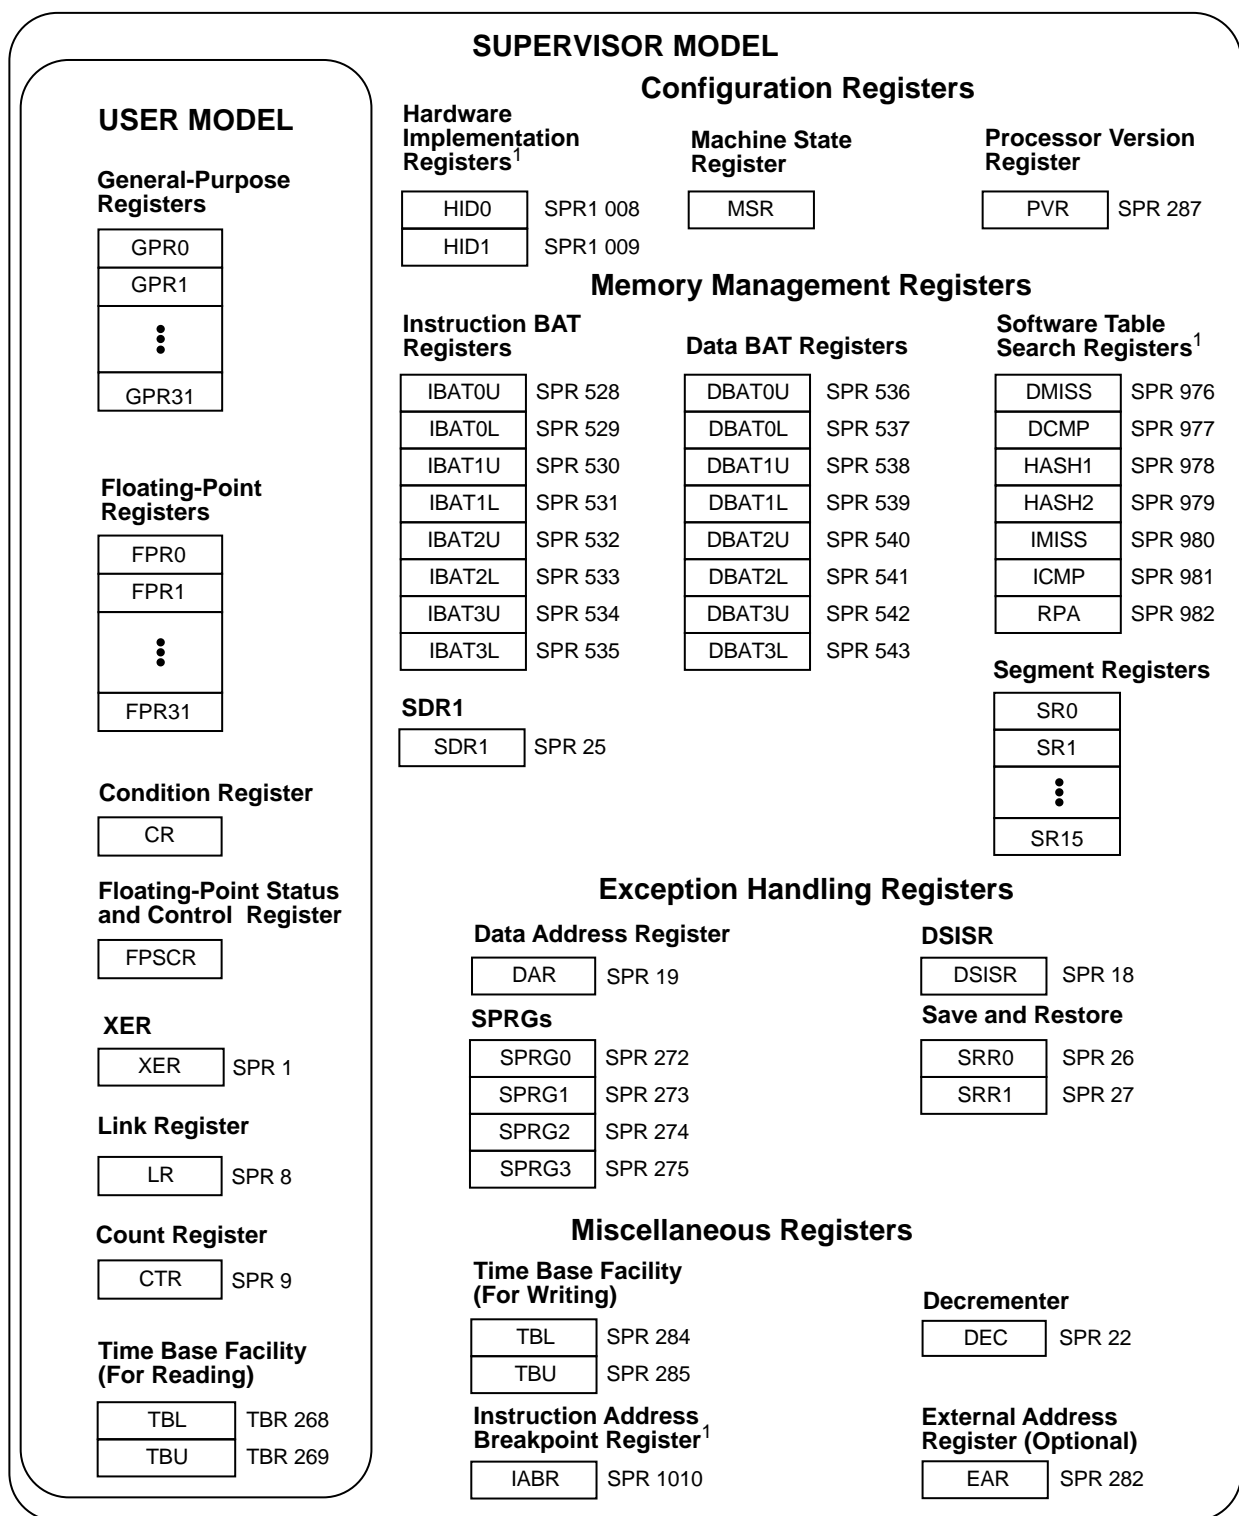 SUPERVISOR MODEL
USER MODEL
General-Purpose
Registers
GPR0
GPR1
GPR31
Floating-Point
Registers
FPR0
FPR1
FPR31
Condition Register
CR
Floating-Point Status
and Control Register
FPSCR
XER
XER SPR 1
Link Register
LR SPR 8
Count Register
CTR SPR 9
Time Base Facility
(For Reading)
TBL TBR 268
TBU TBR 269
Configuration Registers
Hardware
Implementation
Registers1
HID0 SPR1 008
HID1 SPR1 009
Machine State
Register
MSR
Processor Version
Register
PVR SPR 287
Memory Management Registers
Instruction BAT
Registers
IBAT0U SPR 528
IBAT0L SPR 529
IBAT1U SPR 530
IBAT1L SPR 531
IBAT2U SPR 532
IBAT2L SPR 533
IBAT3U SPR 534
IBAT3L SPR 535
Data BAT Registers
DBAT0U SPR 536
DBAT0L SPR 537
DBAT1U SPR 538
DBAT1L SPR 539
DBAT2U SPR 540
DBAT2L SPR 541
DBAT3U SPR 542
DBAT3L SPR 543
Software Table
Search Registers1
DMISS SPR 976
DCMP SPR 977
HASH1 SPR 978
HASH2 SPR 979
IMISS SPR 980
ICMP SPR 981
RPA SPR 982
SDR1
SDR1 SPR 25
Segment Registers
SR0
SR1
SR15
Exception Handling Registers
Data Address Register
DAR SPR 19
DSISR
DSISR SPR 18
SPRGs
SPRG0 SPR 272
SPRG1 SPR 273
SPRG2 SPR 274
SPRG3 SPR 275
Save and Restore
SRR0 SPR 26
SRR1 SPR 27
Miscellaneous Registers
Time Base Facility
(For Writing)
TBL SPR 284
TBU SPR 285
Decrementer
DEC SPR 22
Instruction Address
Breakpoint Register1
IABR SPR 1010
External Address
Register (Optional)
EAR SPR 282